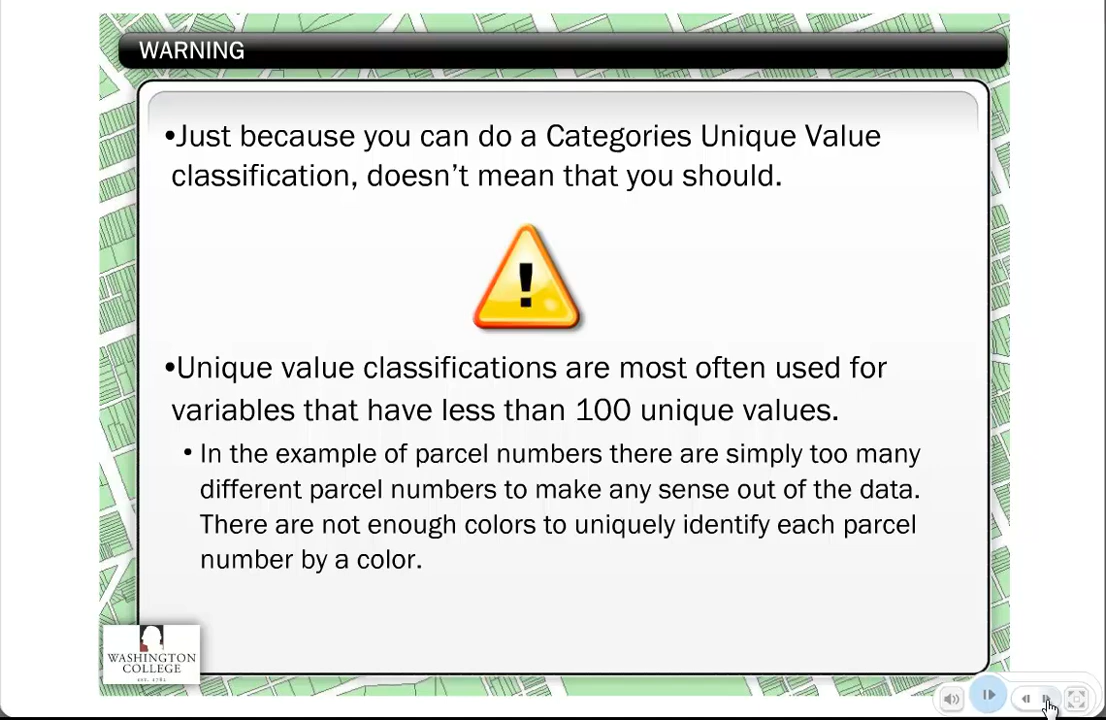 WARNING
•Just because you can do a Categories Unique Value
classification, doesn't mean that you should.
!
•Unique value classifications are most often used for
variables that have less than 100 unique values.
• In the example of parcel numbers there are simply too many
different parcel numbers to make any sense out of the data.
There are not enough colors to uniquely identify each parcel
number by a color.
WASHINGTON
COLLEGE
EST. 1782